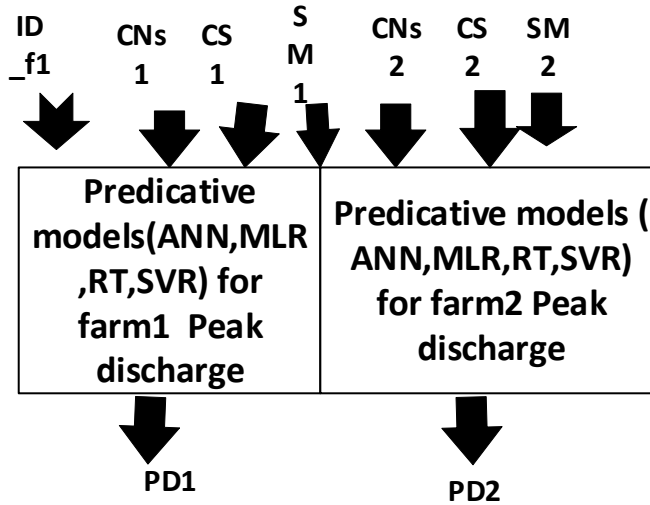 ID
_f1
CNs
1
CS
1
S
M
1
CNs
2
CS
2
SM
2
Predicative
models(ANN,MLR
,RT,SVR) for
farm1 Peak
discharge
Predicative models (
ANN,MLR,RT,SVR)
for farm2 Peak
discharge
PD1
PD2